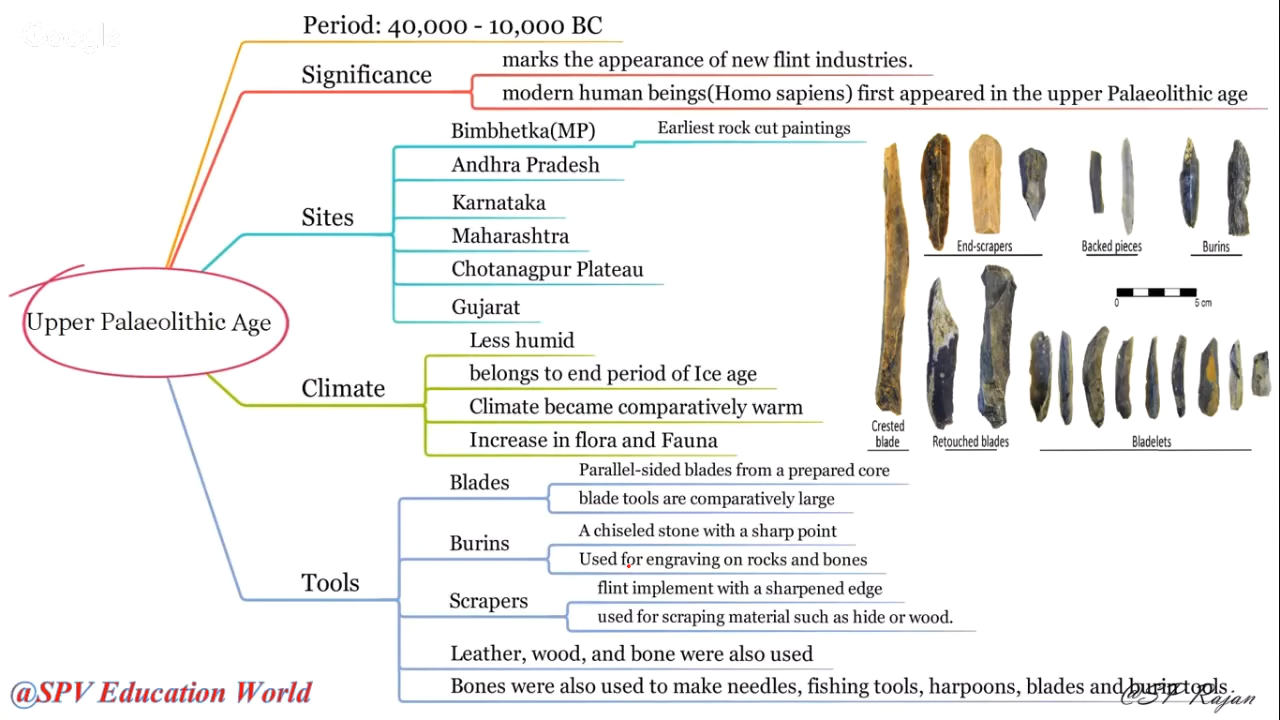 Google
Period: 40,000 - 10,000 BC
Significance
marks the appearance of new flint industries.
modern human beings(Homo sapiens) first appeared in the upper Palaeolithic age
Sites
Bimbhetka(MP)
Earliest rock cut paintings
Andhra Pradesh
Karnataka
Maharashtra
Chotanagpur Plateau
Gujarat
Upper Palaeolithic Age
Climate
Less humid
belongs to end period of Ice age
Climate became comparatively warm
Increase in flora and Fauna
Tools
Blades
Parallel-sided blades from a prepared core
blade tools are comparatively large
Burins
A chiseled stone with a sharp point
Used for engraving on rocks and bones
Scrapers
flint implement with a sharpened edge
used for scraping material such as hide or wood.
Leather, wood, and bone were also used
Bones were also used to make needles, fishing tools, harpoons, blades and burin tools.
End-scrapers
Backed pieces
Burins
0 5 cm
Crested
blade
Retouched blades
Bladelets
@SPV Education World
@SP Rajan